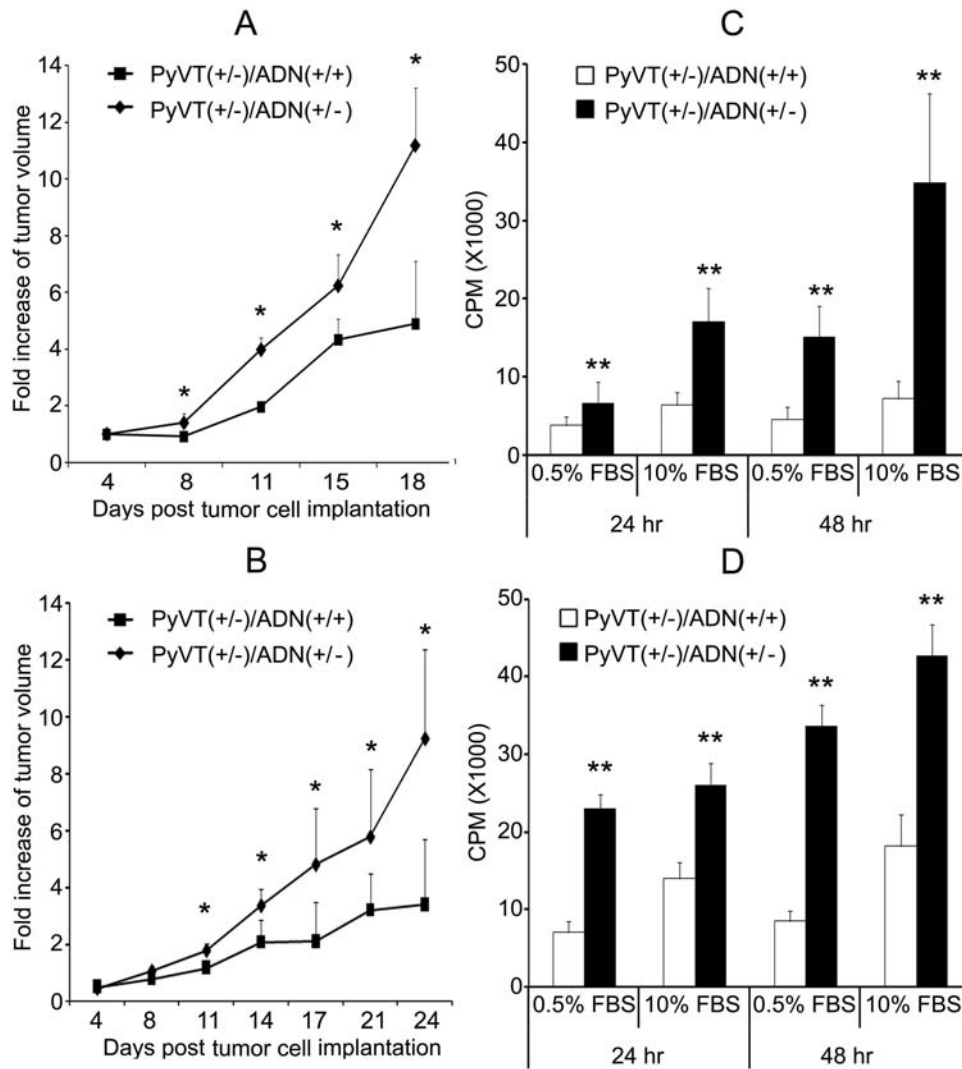 A
14
12
10
8
6
4
2
0
Fold increase of tumor volume
PyVT(+/-)/ADN(+/+)
PyVT(+/-)/ADN(+/-)
*
*
*
*
4 8 11 15 18
Days post tumor cell implantation
C
50
40
30
20
10
0
CPM (X1000)
PyVT(+/-)/ADN(+/+)
PyVT(+/-)/ADN(+/-)
**
**
**
**
0.5% FBS 10% FBS 0.5% FBS 10% FBS
24 hr 48 hr
B
14
12
10
8
6
4
2
0
Fold increase of tumor volume
PyVT(+/-)/ADN(+/+)
PyVT(+/-)/ADN(+/-)
*
*
*
*
*
4 8 11 14 17 21 24
Days post tumor cell implantation
D
50
40
30
20
10
0
CPM (X1000)
PyVT(+/-)/ADN(+/+)
PyVT(+/-)/ADN(+/-)
**
**
**
**
0.5% FBS 10% FBS 0.5% FBS 10% FBS
24 hr 48 hr